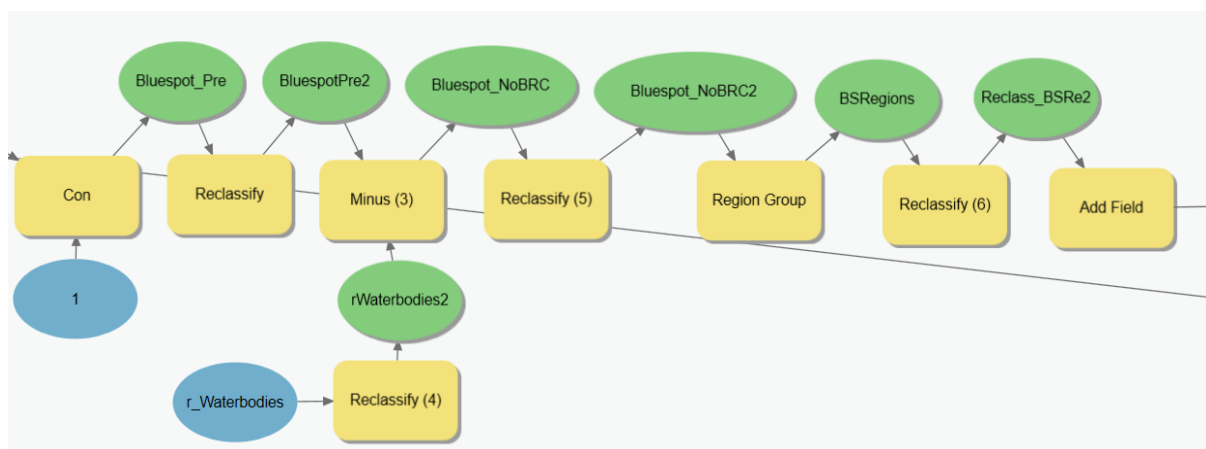 Bluespot_Pre
BluespotPre2
Bluespot_NoBRC
Bluespot_NoBRC2
BSRegions
Reclass_BSRe2
Con
Reclassify
Minus (3)
Reclassify (5)
Region Group
Reclassify (6)
Add Field
1
rWaterbodies2
r_Waterbodies
Reclassify (4)